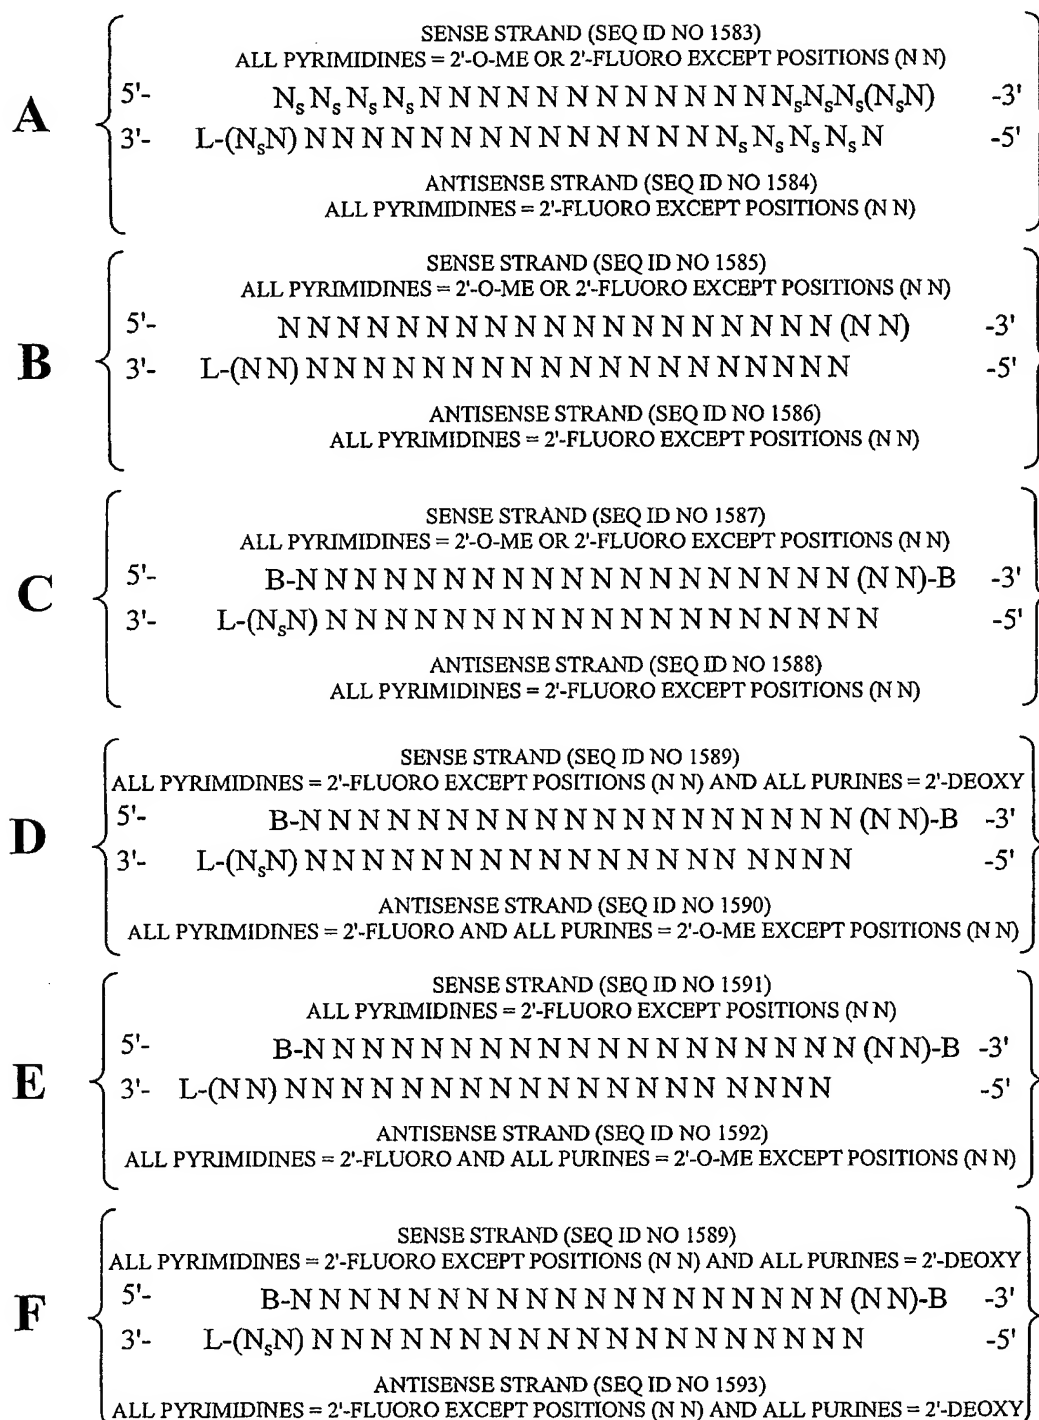 A
SENSE STRAND (SEQ ID NO 1583)
ALL PYRIMIDINES = 2'-O-ME OR 2'-FLUORO EXCEPT POSITIONS (N N)
5'- NₛNₛNₛNₛN N N N N N N N N N N N NₛNₛNₛ(NₛN) -3'
3'- L-(NₛN) N N N N N N N N N N N N N N Nₛ Nₛ Nₛ Nₛ N -5'
ANTISENSE STRAND (SEQ ID NO 1584)
ALL PYRIMIDINES = 2'-FLUORO EXCEPT POSITIONS (N N)
B
SENSE STRAND (SEQ ID NO 1585)
ALL PYRIMIDINES = 2'-O-ME OR 2'-FLUORO EXCEPT POSITIONS (N N)
5'- N N N N N N N N N N N N N N N N N N N (N N) -3'
3'- L-(N N) N N N N N N N N N N N N N N N N N N N -5'
ANTISENSE STRAND (SEQ ID NO 1586)
ALL PYRIMIDINES = 2'-FLUORO EXCEPT POSITIONS (N N)
C
SENSE STRAND (SEQ ID NO 1587)
ALL PYRIMIDINES = 2'-O-ME OR 2'-FLUORO EXCEPT POSITIONS (N N)
5'- B-N N N N N N N N N N N N N N N N N N N (N N)-B -3'
3'- L-(NₛN) N N N N N N N N N N N N N N N N N N N -5'
ANTISENSE STRAND (SEQ ID NO 1588)
ALL PYRIMIDINES = 2'-FLUORO EXCEPT POSITIONS (N N)
D
SENSE STRAND (SEQ ID NO 1589)
ALL PYRIMIDINES = 2'-FLUORO EXCEPT POSITIONS (N N) AND ALL PURINES = 2'-DEOXY
5'- B-N N N N N N N N N N N N N N N N N N N (N N)-B -3'
3'- L-(NₛN) N N N N N N N N N N N N N N N N N N N -5'
ANTISENSE STRAND (SEQ ID NO 1590)
ALL PYRIMIDINES = 2'-FLUORO AND ALL PURINES = 2'-O-ME EXCEPT POSITIONS (N N)
E
SENSE STRAND (SEQ ID NO 1591)
ALL PYRIMIDINES = 2'-FLUORO EXCEPT POSITIONS (N N)
5'- B-N N N N N N N N N N N N N N N N N N N (N N)-B -3'
3'- L-(N N) N N N N N N N N N N N N N N N N N N N -5'
ANTISENSE STRAND (SEQ ID NO 1592)
ALL PYRIMIDINES = 2'-FLUORO AND ALL PURINES = 2'-O-ME EXCEPT POSITIONS (N N)
F
SENSE STRAND (SEQ ID NO 1589)
ALL PYRIMIDINES = 2'-FLUORO EXCEPT POSITIONS (N N) AND ALL PURINES = 2'-DEOXY
5'- B-N N N N N N N N N N N N N N N N N N N (N N)-B -3'
3'- L-(NₛN) N N N N N N N N N N N N N N N N N N N -5'
ANTISENSE STRAND (SEQ ID NO 1593)
ALL PYRIMIDINES = 2'-FLUORO EXCEPT POSITIONS (N N) AND ALL PURINES = 2'-DEOXY